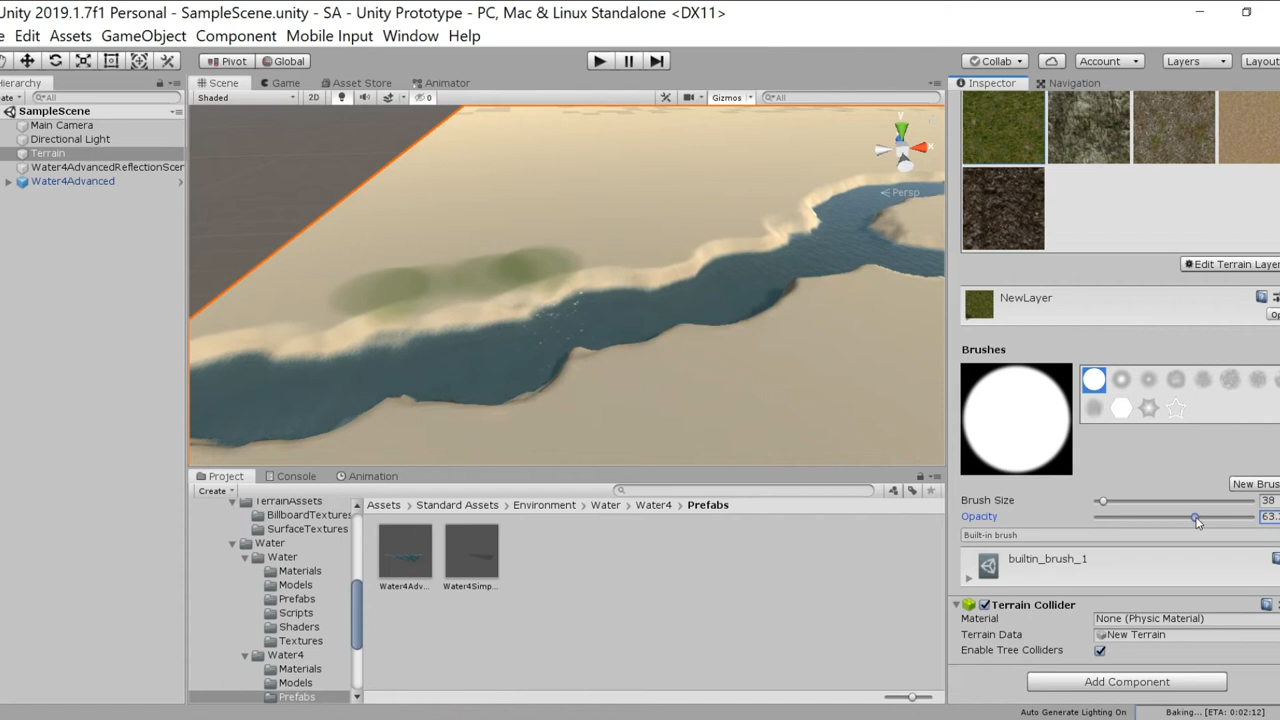 Unity 2019.1.7f1 Personal - SampleScene.unity - SA - Unity Prototype - PC, Mac & Linux Standalone <DX11>
e Edit Assets GameObject Component Mobile Input Window Help
Pivot Global Collab Account Layers Layout
Hierarchy Scene Game Asset Store Animator Inspector Navigation
ate All Shaded 2D 0 Gizmos All
SampleScene
Main Camera
Directional Light
Terrain
Water4AdvancedReflectionScen
Water4Advanced
y
x
Persp
Edit Terrain Layer
NewLayer
Op
Brushes
New Brus
Brush Size 38
Opacity 63.
Built-in brush
builtin_brush_1
Terrain Collider
Material None (Physic Material)
Terrain Data New Terrain
Enable Tree Colliders
Add Component
Project Console Animation
Create
TerrainAssets
BillboardTextures
SurfaceTextures
Water
Water
Materials
Models
Prefabs
Scripts
Shaders
Textures
Water4
Materials
Models
Prefabs
Assets Standard Assets Environment Water Water4 Prefabs
Water4Adv... Water4Simp...
Auto Generate Lighting On Baking... [ETA: 0:02:12]